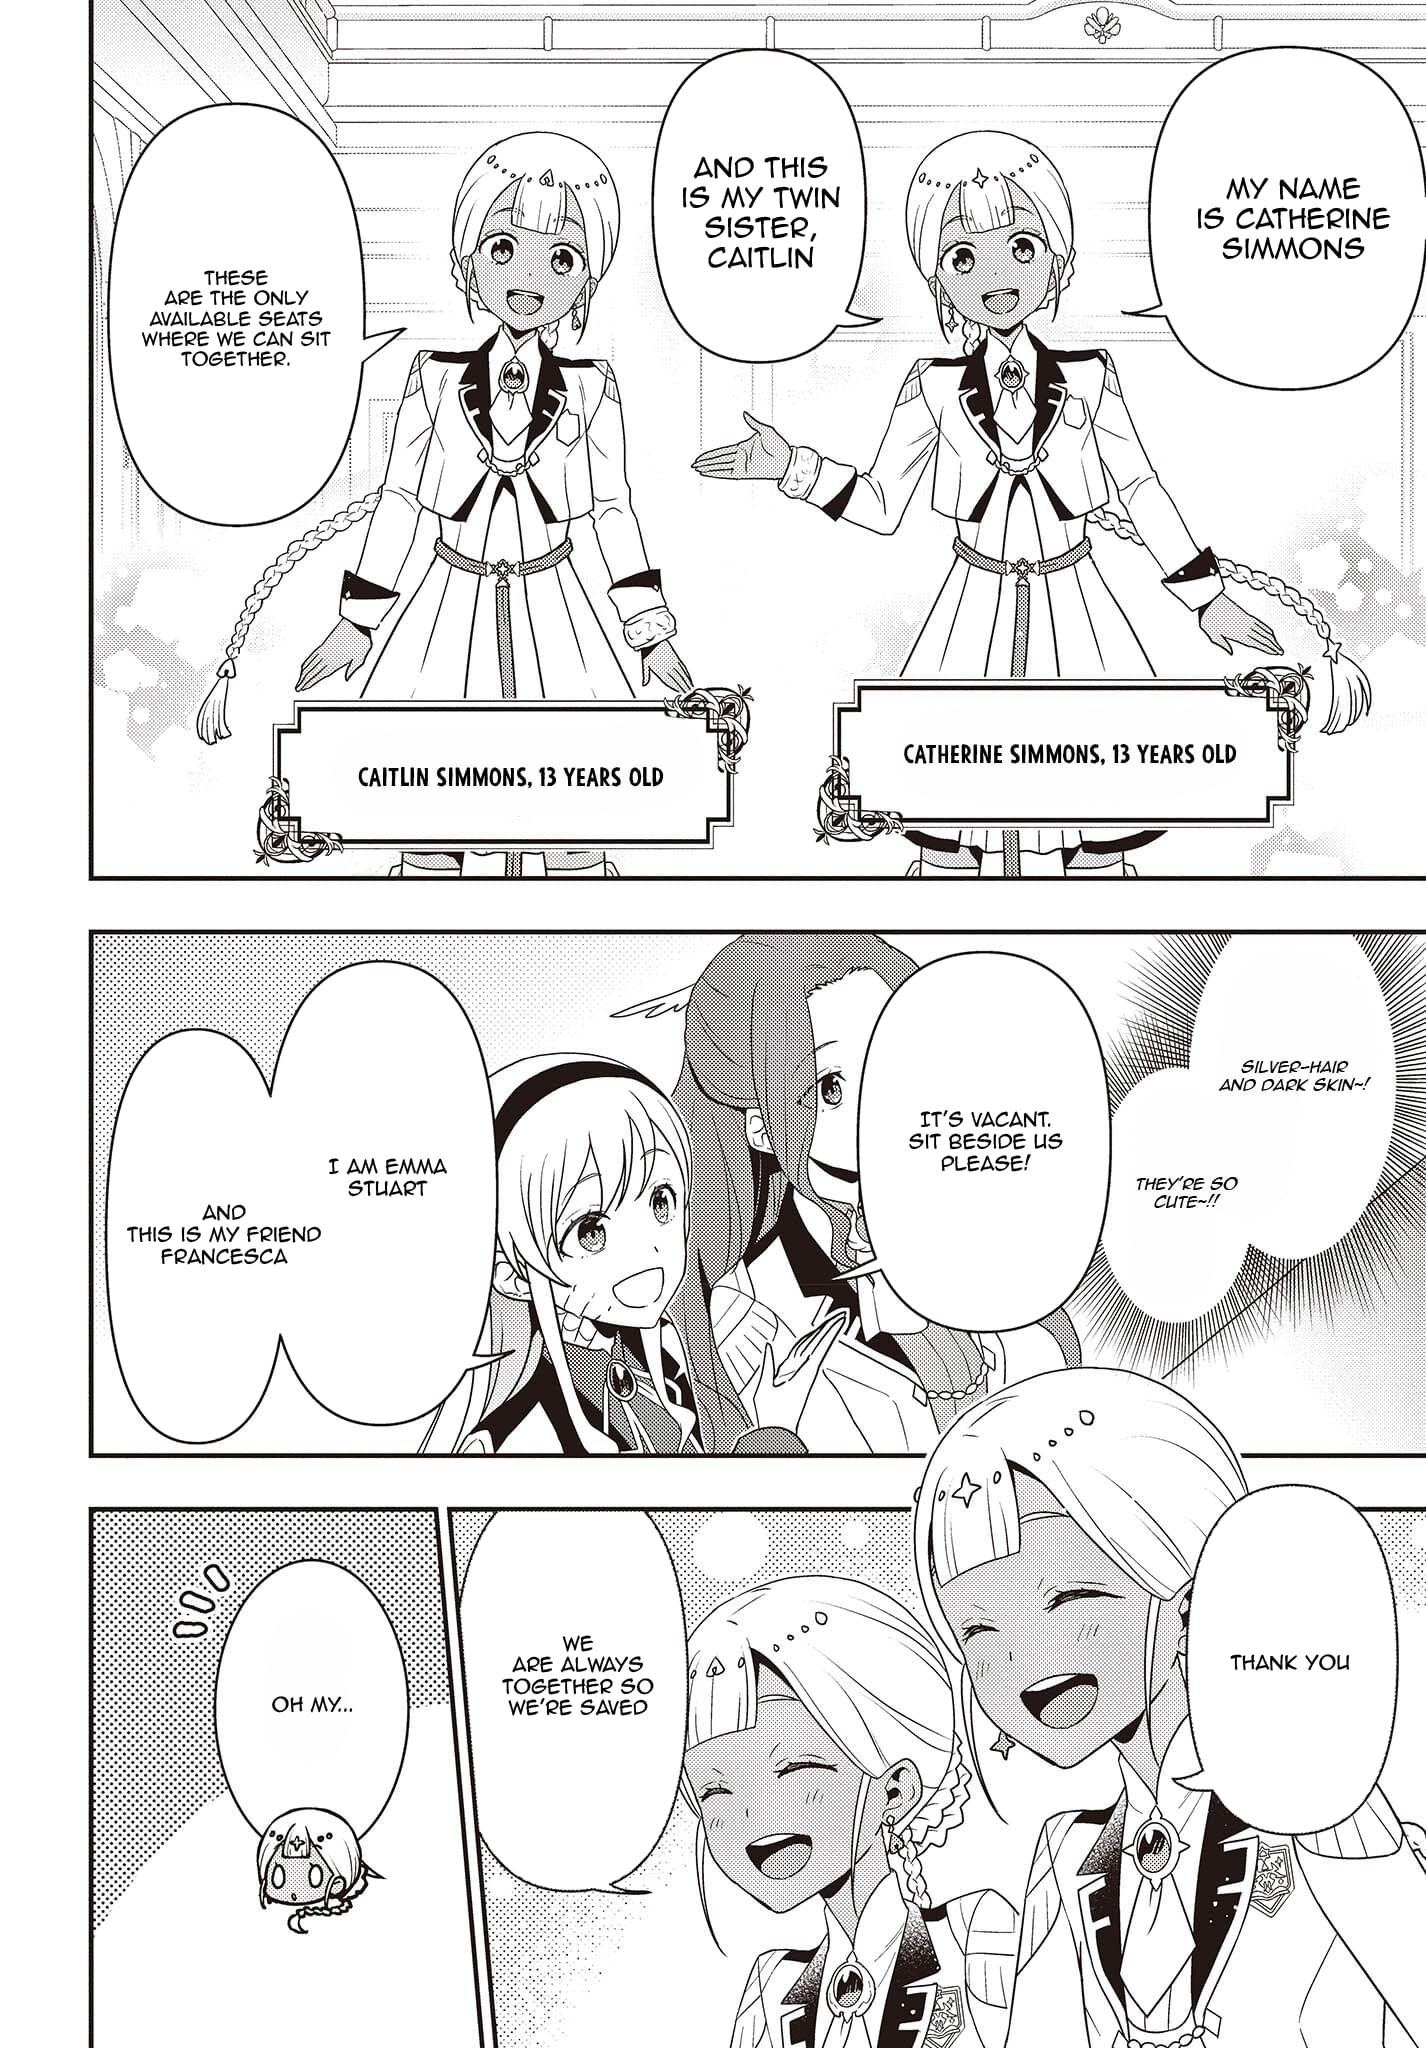 MY NAME
IS CATHERINE
SIMMONS
AND THIS
IS MY TWIN
SISTER,
CAITLIN
THESE
ARE THE ONLY
AVAILABLE SEATS
WHERE WE CAN SIT
TOGETHER.
CATHERINE SIMMONS, 13 YEARS OLD
CAITLIN SIMMONS, 13 YEARS OLD
SILVER-HAIR
AND DARK SKIN~!
THEY'RE SO
CUTE~!!
IT'S VACANT.
SIT BESIDE US
PLEASE!
I AM EMMA
STUART
AND
THIS IS MY FRIEND
FRANCESCA
THANK YOU
WE
ARE ALWAYS
TOGETHER SO
WE'RE SAVED
OH MY...